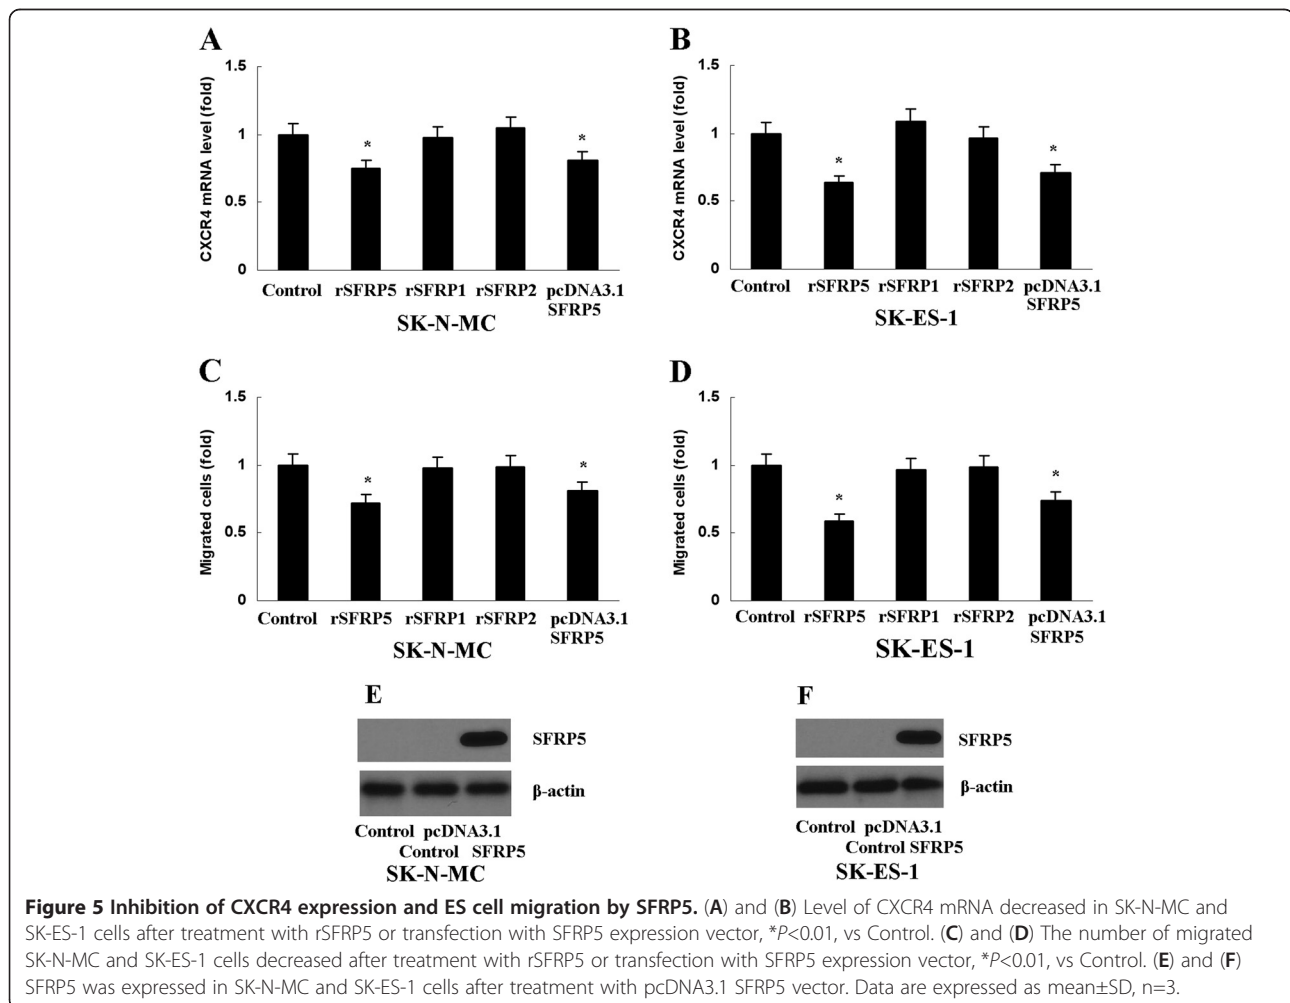 A
CXCR4 mRNA level (fold)
1.5
1
0.5
0
*
*
Control rSFRP5 rSFRP1 rSFRP2 pcDNA3.1
SFRP5
SK-N-MC
B
CXCR4 mRNA level (fold)
1.5
1
0.5
0
*
*
Control rSFRP5 rSFRP1 rSFRP2 pcDNA3.1
SFRP5
SK-ES-1
C
Migrated cells (fold)
1.5
1
0.5
0
*
*
Control rSFRP5 rSFRP1 rSFRP2 pcDNA3.1
SFRP5
SK-N-MC
D
Migrated cells (fold)
1.5
1
0.5
0
*
*
Control rSFRP5 rSFRP1 rSFRP2 pcDNA3.1
SFRP5
SK-ES-1
E
SFRP5
β-actin
Control pcDNA3.1
Control SFRP5
SK-N-MC
F
SFRP5
β-actin
Control pcDNA3.1
Control SFRP5
SK-ES-1
Figure 5 Inhibition of CXCR4 expression and ES cell migration by SFRP5. (A) and (B) Level of CXCR4 mRNA decreased in SK-N-MC and
SK-ES-1 cells after treatment with rSFRP5 or transfection with SFRP5 expression vector, *P<0.01, vs Control. (C) and (D) The number of migrated
SK-N-MC and SK-ES-1 cells decreased after treatment with rSFRP5 or transfection with SFRP5 expression vector, *P<0.01, vs Control. (E) and (F)
SFRP5 was expressed in SK-N-MC and SK-ES-1 cells after treatment with pcDNA3.1 SFRP5 vector. Data are expressed as mean±SD, n=3.